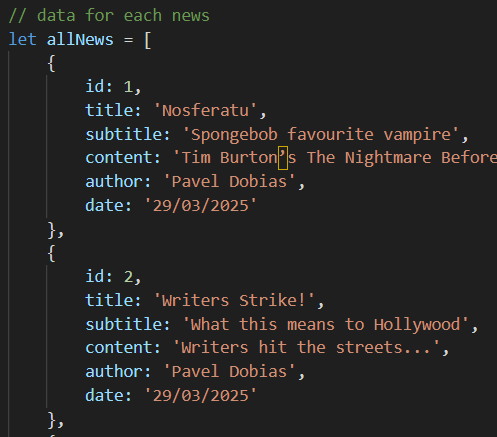 // data for each news
let allNews = [
{
id: 1,
title: 'Nosferatu',
subtitle: 'Spongebob favourite vampire',
content: 'Tim Burton’s The Nightmare Before
author: 'Pavel Dobias',
date: '29/03/2025'
},
{
id: 2,
title: 'Writers Strike!',
subtitle: 'What this means to Hollywood',
content: 'Writers hit the streets...',
author: 'Pavel Dobias',
date: '29/03/2025'
},